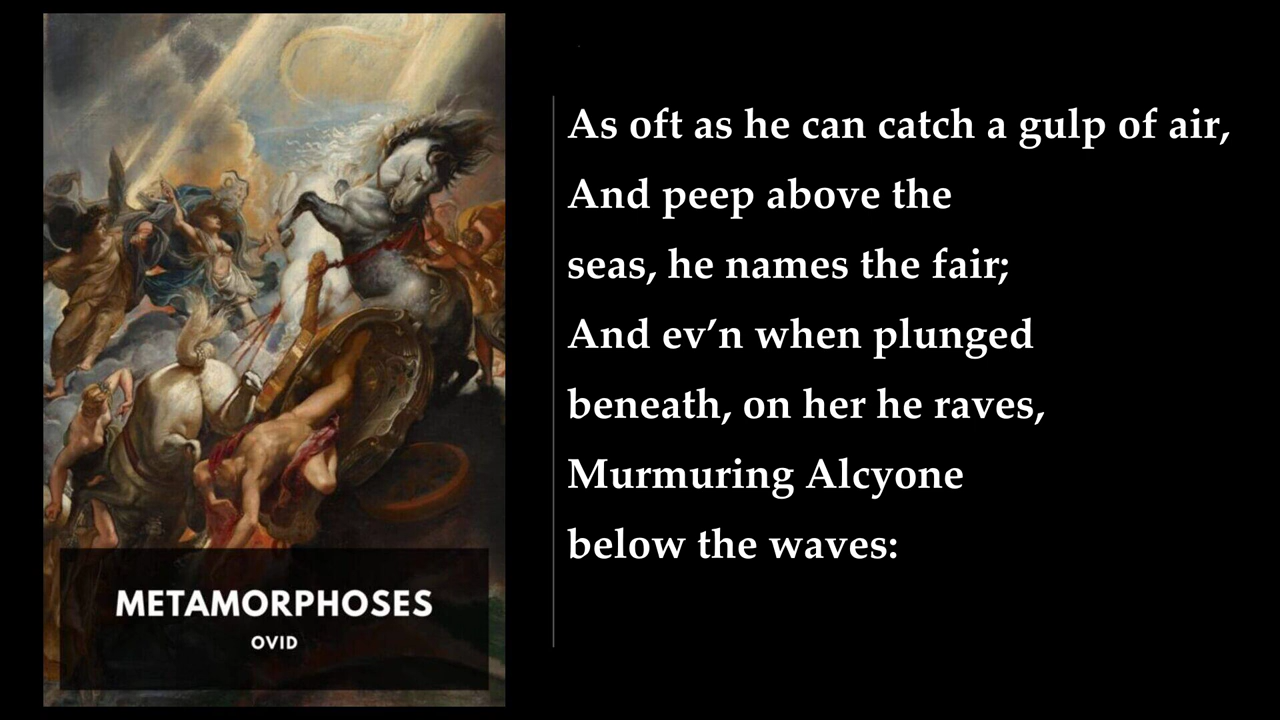 METAMORPHOSES
OVID
As oft as he can catch a gulp of air,
And peep above the
seas, he names the fair;
And ev’n when plunged
beneath, on her he raves,
Murmuring Alcyone
below the waves: